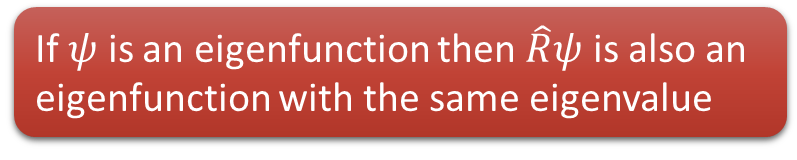 If 𝜓 is an eigenfunction then R̂𝜓 is also an
eigenfunction with the same eigenvalue